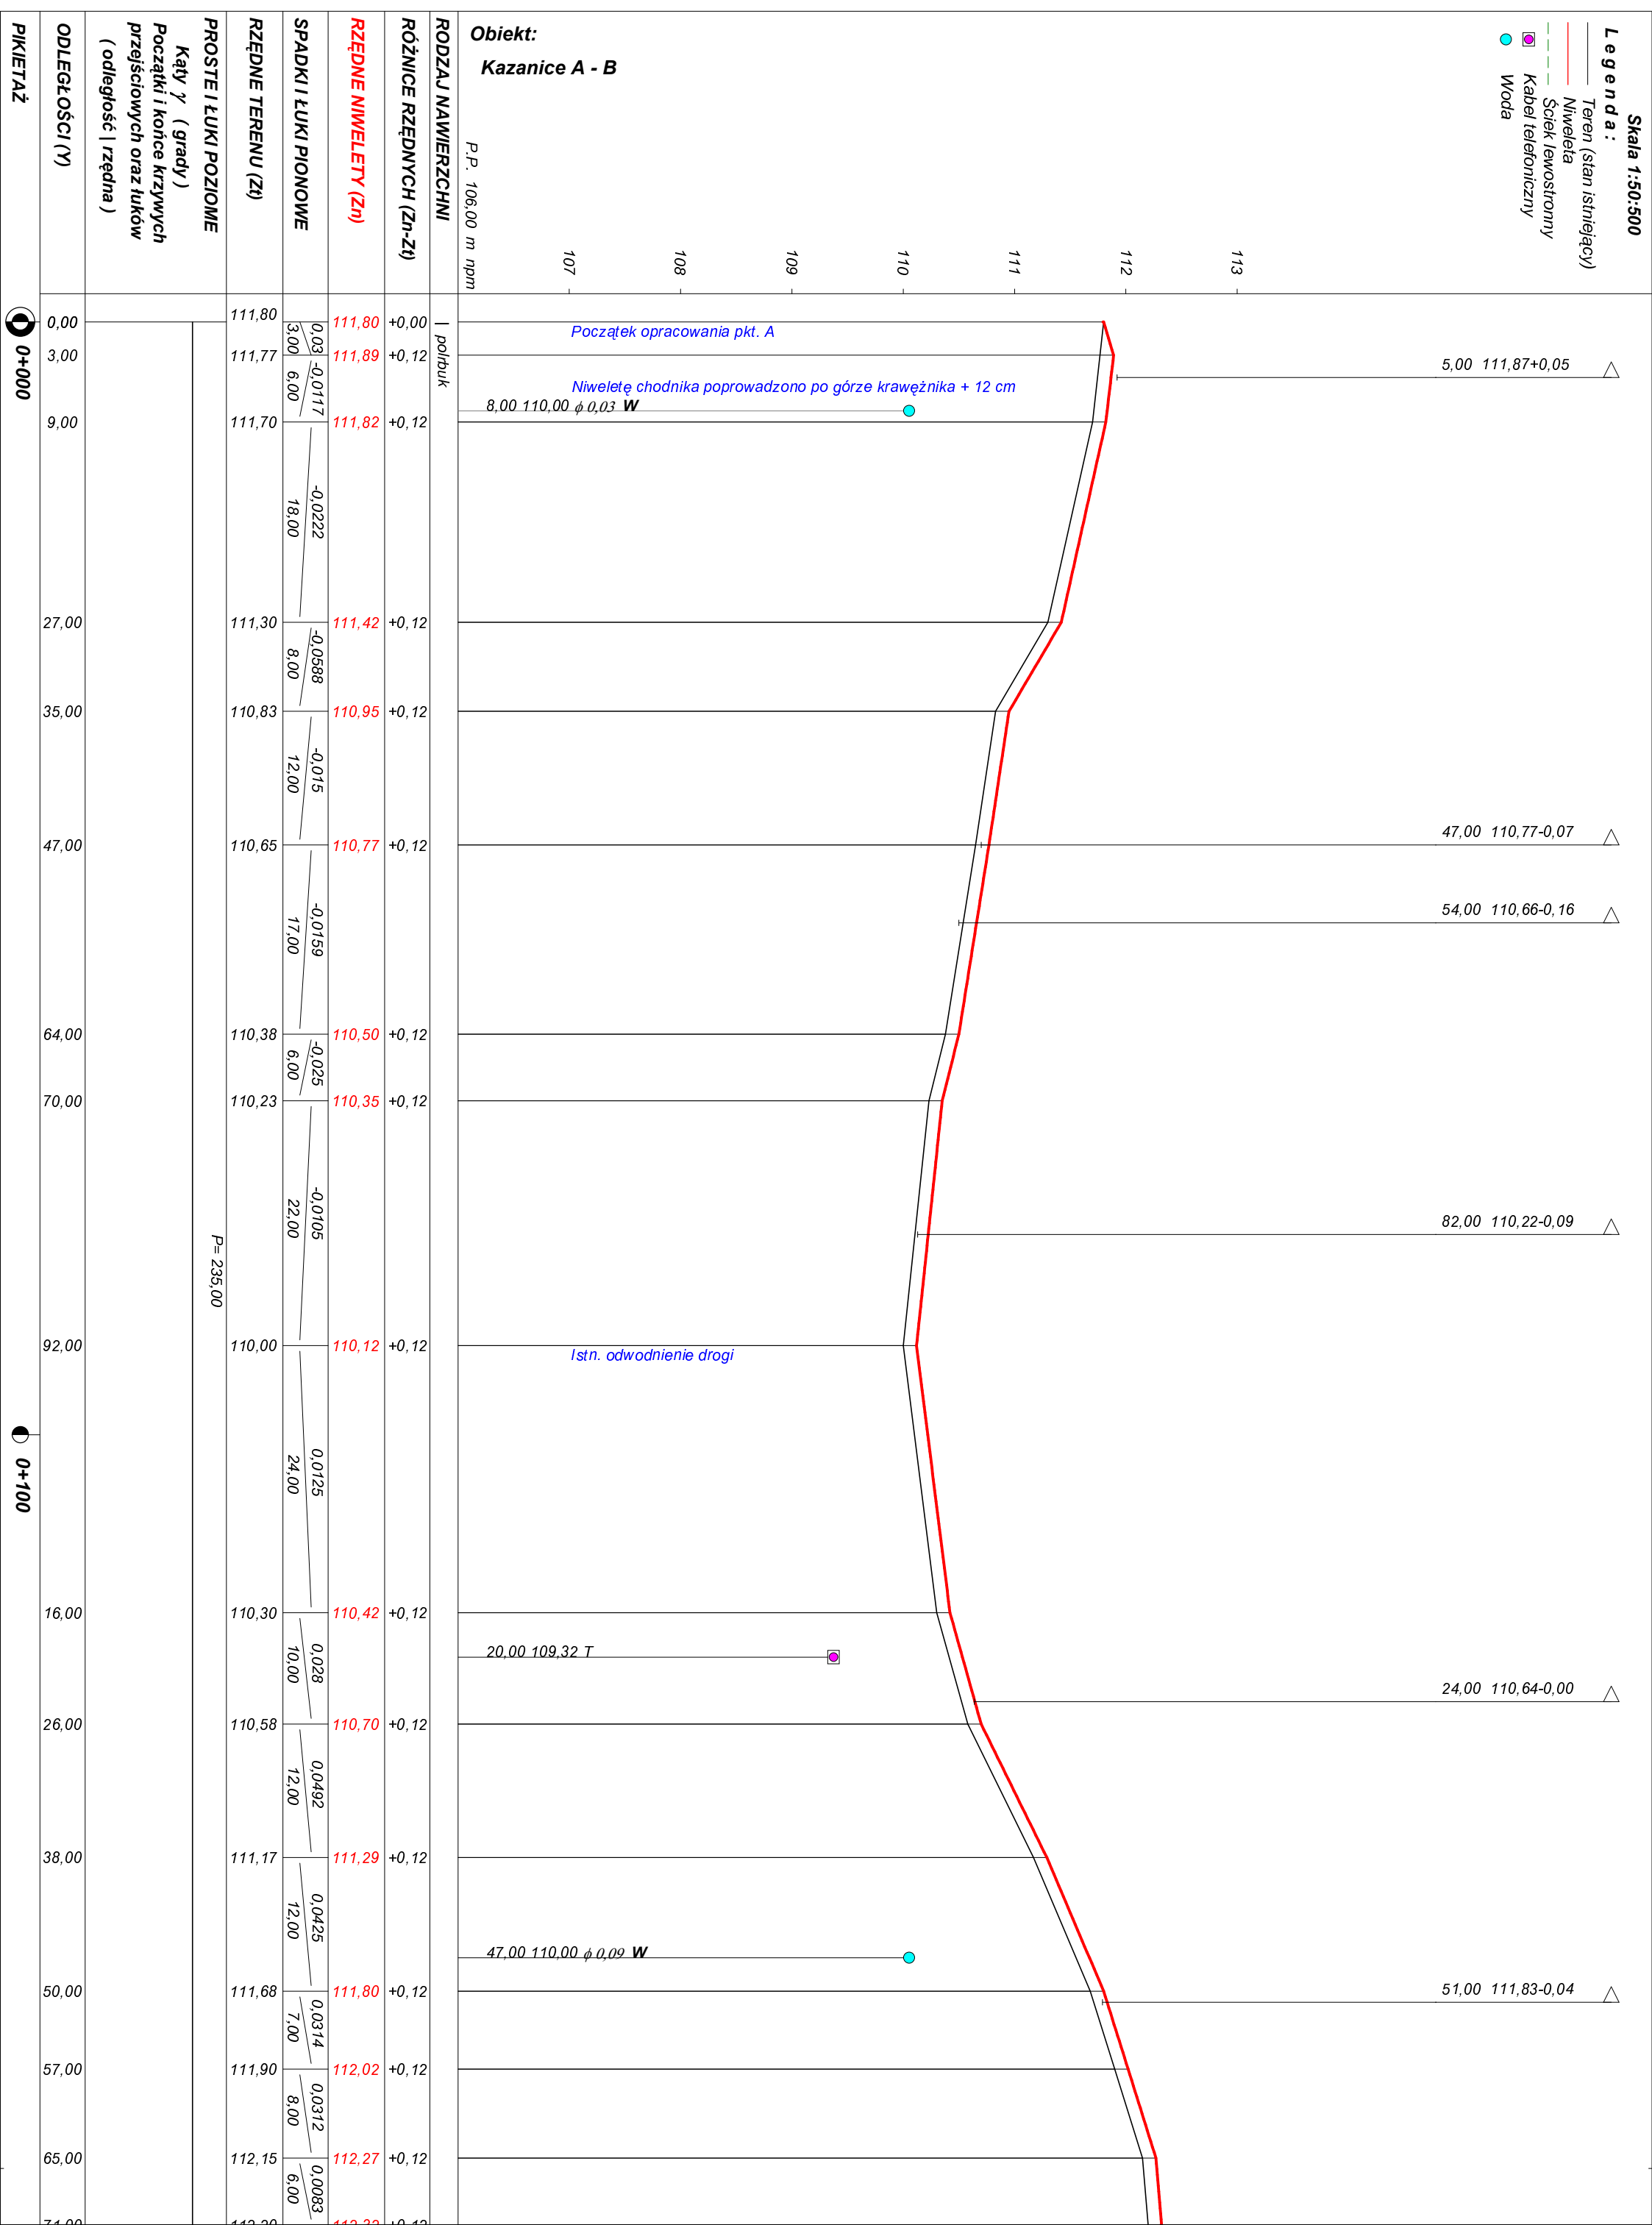 Skala 1:50:500
Legenda:
Teren (stan istniejący)
Niweleta
Ściek lewostronny
Kabel telefoniczny
Woda
Obiekt:
Kazanice A - B
P.P. 106,00 m npm
107
108
109
110
111
112
113
RODZAJ NAWIERZCHNI
RÓŻNICE RZĘDNYCH (Zn-Zt)
RZĘDNE NIWELETY (Zn)
SPADKI I ŁUKI PIONOWE
RZĘDNE TERENU (Zt)
PROSTE I ŁUKI POZIOME
Kąty γ ( grady )
Początki i końce krzywych
przejściowych oraz łuków
( odległość | rzędna )
ODLEGŁOŚCI (Y)
PIKIETAŻ
0,00 111,80 111,80 +0,00 | polrbuk
Początek opracowania pkt. A
0,03
3,00
0+000
3,00 111,77 111,89 +0,12
5,00 111,87+0,05
-0,0117
6,00
Niweletę chodnika poprowadzono po górze krawężnika + 12 cm
8,00 110,00 ϕ 0,03 W
9,00 111,70 111,82 +0,12
-0,0222
18,00
27,00 111,30 111,42 +0,12
-0,0588
8,00
35,00 110,83 110,95 +0,12
-0,015
12,00
47,00 110,77-0,07
47,00 110,65 110,77 +0,12
-0,0159
17,00
54,00 110,66-0,16
64,00 110,38 110,50 +0,12
-0,025
6,00
70,00 110,23 110,35 +0,12
-0,0105
22,00
82,00 110,22-0,09
P= 235,00
92,00 110,00 110,12 +0,12
Istn. odwodnienie drogi
0,0125
24,00
0+100
16,00 110,30 110,42 +0,12
0,028
10,00
20,00 109,32 T
24,00 110,64-0,00
26,00 110,58 110,70 +0,12
0,0492
12,00
38,00 111,17 111,29 +0,12
0,0425
12,00
47,00 110,00 ϕ 0,09 W
50,00 111,68 111,80 +0,12
51,00 111,83-0,04
0,0314
7,00
57,00 111,90 112,02 +0,12
0,0312
8,00
65,00 112,15 112,27 +0,12
0,0083
6,00